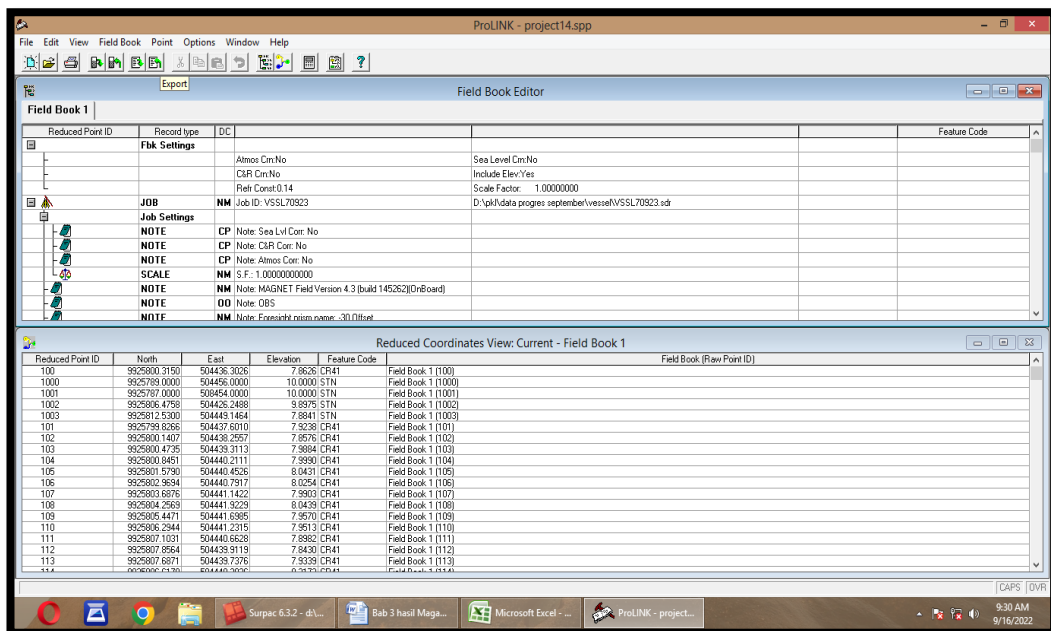 ProLINK - project14.spp
File Edit View Field Book Point Options Window Help
Export
Field Book Editor
Field Book 1
Reduced Point ID Record type DC Feature Code
Fbk Settings
Atmos Crn:No Sea Level Crn:No
C&R Crn:No Include Elev:Yes
Refr Const:0.14 Scale Factor: 1.00000000
JOB NM Job ID: VSSL70923 D:\pkl\data progres september\vessel\VSSL70923.sdr
Job Settings
NOTE CP Note: Sea Lvl Corr: No
NOTE CP Note: C&R Corr: No
NOTE CP Note: Atmos Corr: No
SCALE NM S.F.: 1.00000000000
NOTE NM Note: MAGNET Field Version 4.3 (build 145262)(OnBoard)
NOTE OO Note: OBS
NOTE NM Note: Foresight prism name: -30 Offset
Reduced Coordinates View: Current - Field Book 1
Reduced Point ID North East Elevation Feature Code Field Book (Raw Point ID)
100 9925800.3150 504436.3026 7.8626 CR41 Field Book 1 (100)
1000 9925789.0000 504456.0000 10.0000 STN Field Book 1 (1000)
1001 9925787.0000 508454.0000 10.0000 STN Field Book 1 (1001)
1002 9925806.4758 504426.2488 9.8975 STN Field Book 1 (1002)
1003 9925812.5300 504449.1464 7.8841 STN Field Book 1 (1003)
101 9925799.8266 504437.6010 7.9238 CR41 Field Book 1 (101)
102 9925800.1407 504438.2557 7.8576 CR41 Field Book 1 (102)
103 9925800.4735 504439.3113 7.9884 CR41 Field Book 1 (103)
104 9925800.8451 504440.2111 7.9990 CR41 Field Book 1 (104)
105 9925801.5790 504440.4526 8.0431 CR41 Field Book 1 (105)
106 9925802.9694 504440.7917 8.0254 CR41 Field Book 1 (106)
107 9925803.6876 504441.1422 7.9903 CR41 Field Book 1 (107)
108 9925804.2569 504441.9229 8.0439 CR41 Field Book 1 (108)
109 9925805.4471 504441.6985 7.9570 CR41 Field Book 1 (109)
110 9925806.2944 504441.2315 7.9513 CR41 Field Book 1 (110)
111 9925807.1031 504440.6628 7.8982 CR41 Field Book 1 (111)
112 9925807.8564 504439.9119 7.8430 CR41 Field Book 1 (112)
113 9925807.6871 504439.7376 7.9339 CR41 Field Book 1 (113)
CAPS OVR
Surpac 6.3.2 - d:\... Bab 3 hasil Maga... Microsoft Excel - ... ProLINK - project...
9:30 AM
9/16/2022